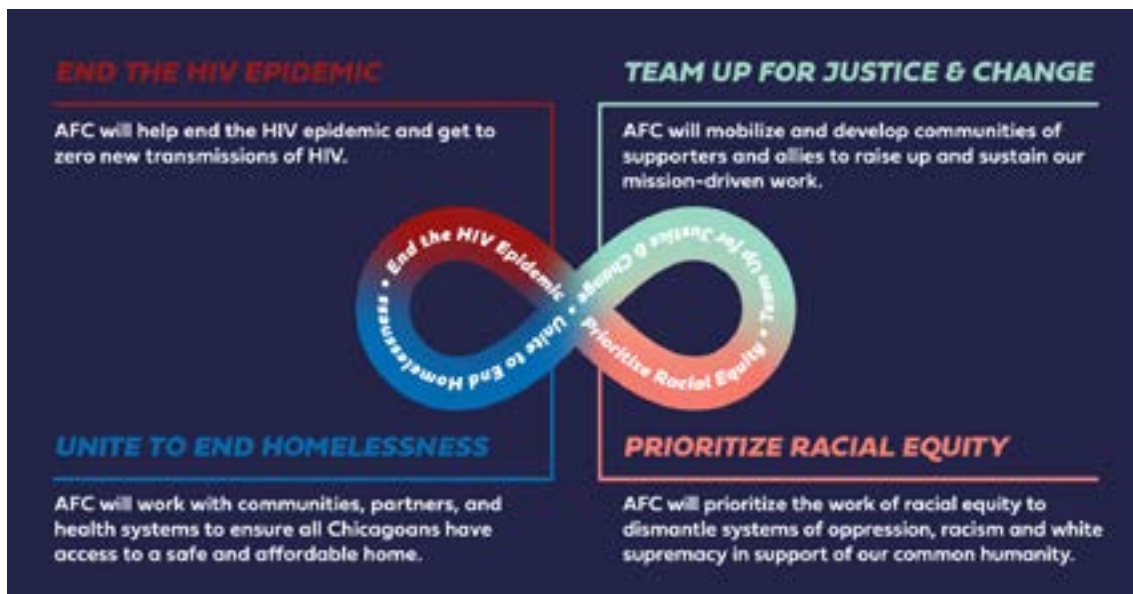 END THE HIV EPIDEMIC
AFC will help end the HIV epidemic and get to
zero new transmissions of HIV.
TEAM UP FOR JUSTICE & CHANGE
AFC will mobilize and develop communities of
supporters and allies to raise up and sustain our
mission-driven work.
• End the HIV Epidemic •
Team Up for Justice & Change •
Unite to End Homelessness
Prioritize Racial Equity •
UNITE TO END HOMELESSNESS
AFC will work with communities, partners, and
health systems to ensure all Chicagoans have
access to a safe and affordable home.
PRIORITIZE RACIAL EQUITY
AFC will prioritize the work of racial equity to
dismantle systems of oppression, racism and white
supremacy in support of our common humanity.